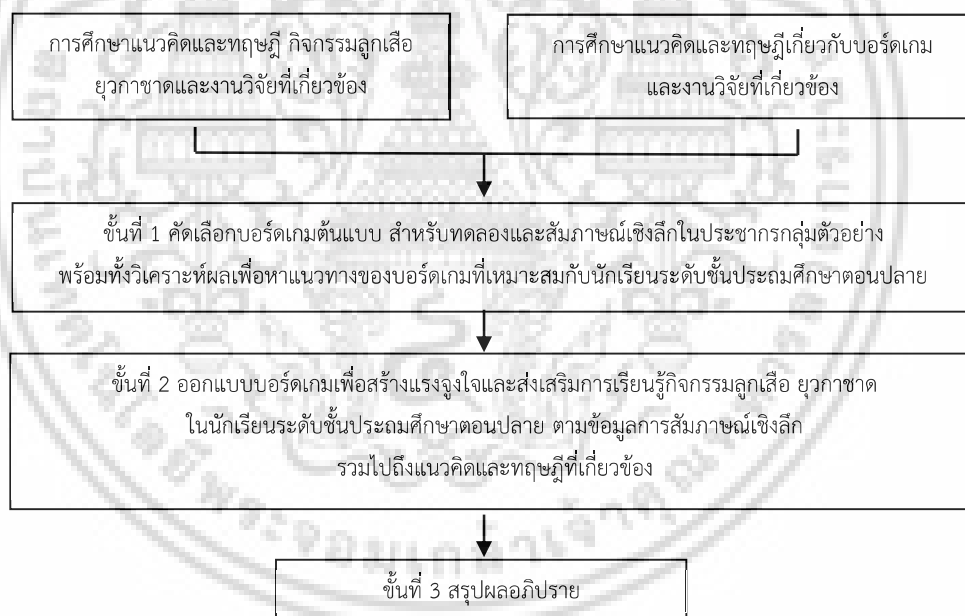 การศึกษาแนวคิดและทฤษฎี กิจกรรมลูกเสือ
ยุวกาชาดและงานวิจัยที่เกี่ยวข้อง
การศึกษาแนวคิดและทฤษฎีเกี่ยวกับบอร์ดเกม
และงานวิจัยที่เกี่ยวข้อง
ขั้นที่ 1 คัดเลือกบอร์ดเกมต้นแบบ สำหรับทดลองและสัมภาษณ์เชิงลึกในประชากรกลุ่มตัวอย่าง
พร้อมทั้งวิเคราะห์ผลเพื่อหาแนวทางของบอร์ดเกมที่เหมาะสมกับนักเรียนระดับชั้นประถมศึกษาตอนปลาย
ขั้นที่ 2 ออกแบบบอร์ดเกมเพื่อสร้างแรงจูงใจและส่งเสริมการเรียนรู้กิจกรรมลูกเสือ ยุวกาชาด
ในนักเรียนระดับชั้นประถมศึกษาตอนปลาย ตามข้อมูลการสัมภาษณ์เชิงลึก
รวมไปถึงแนวคิดและทฤษฎีที่เกี่ยวข้อง
ขั้นที่ 3 สรุปผลอภิปราย